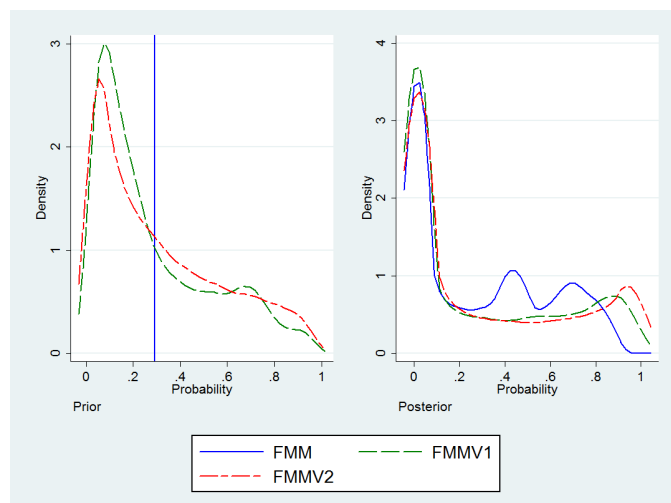 3
2
1
0
Density
0 .2 .4 .6 .8 1
Probability
Prior
4
3
2
1
0
Density
0 .2 .4 .6 .8 1
Probability
Posterior
FMM FMMV1
FMMV2